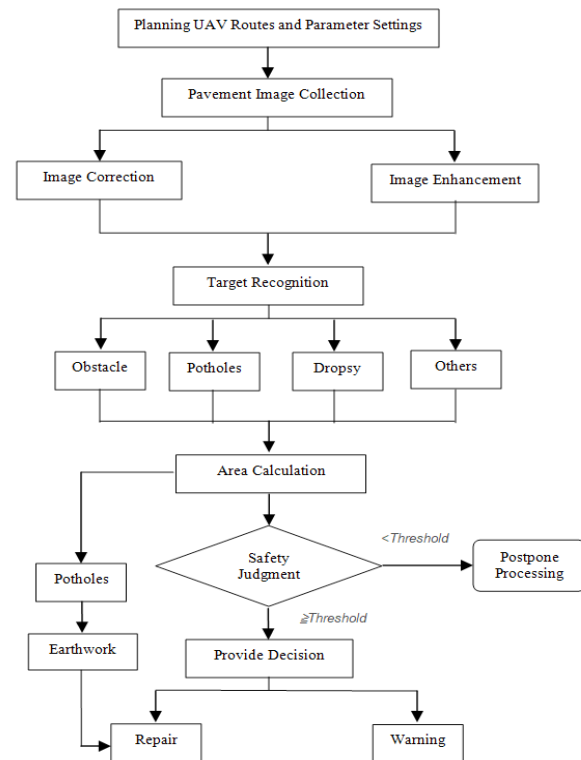 Planning UAV Routes and Parameter Settings
Pavement Image Collection
Image Correction
Image Enhancement
Target Recognition
Obstacle
Potholes
Dropsy
Others
Area Calculation
<Threshold
Safety
Judgment
Postpone
Processing
Potholes
≧Threshold
Earthwork
Provide Decision
Repair
Warning